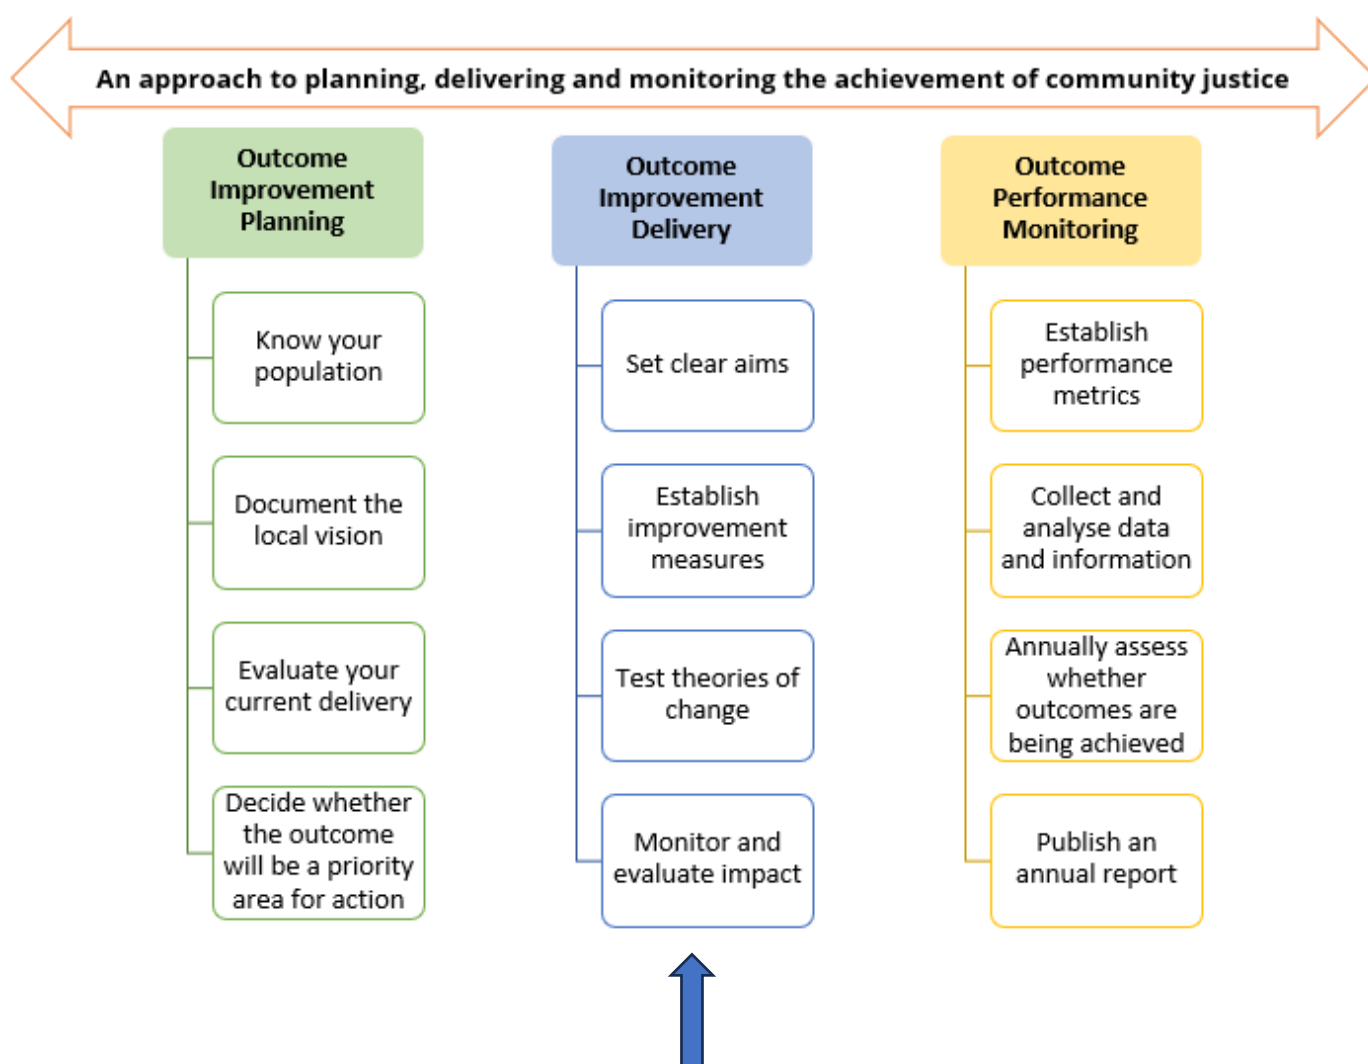 An approach to planning, delivering and monitoring the achievement of community justice
Outcome
Improvement
Planning
Know your
population
Document the
local vision
Evaluate your
current delivery
Decide whether
the outcome
will be a priority
area for action
Outcome
Improvement
Delivery
Set clear aims
Establish
improvement
measures
Test theories of
change
Monitor and
evaluate impact
Outcome
Performance
Monitoring
Establish
performance
metrics
Collect and
analyse data
and information
Annually assess
whether
outcomes are
being achieved
Publish an
annual report